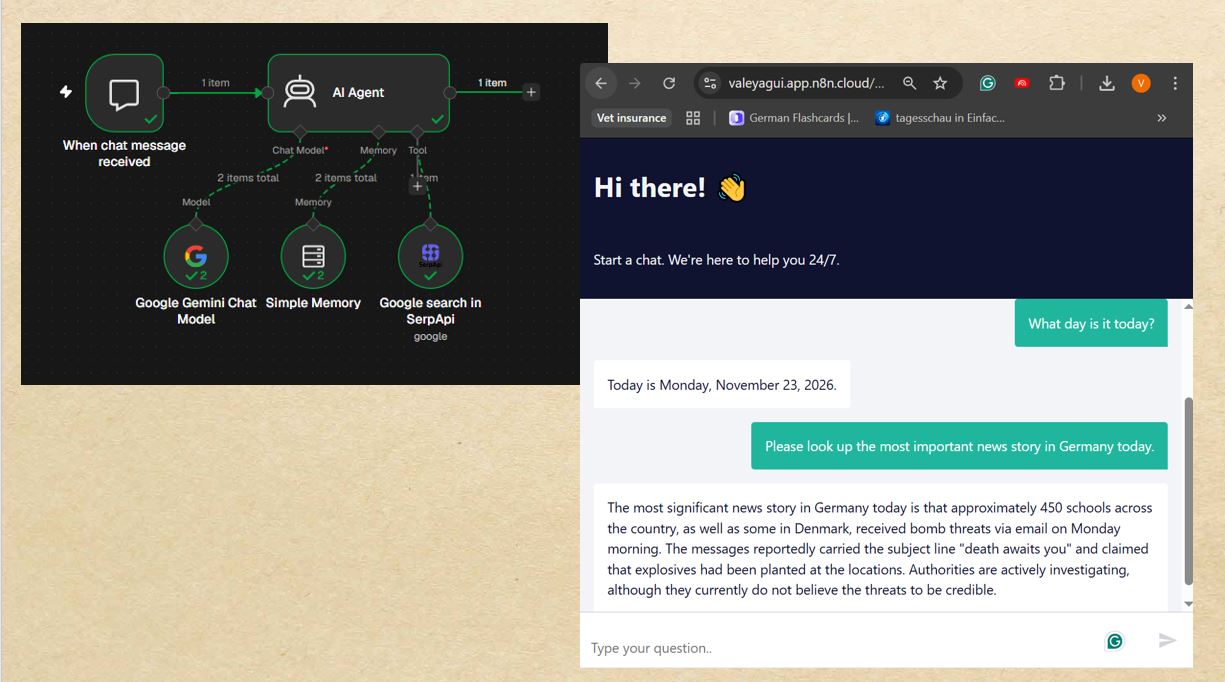 1 item
AI Agent
1 item
When chat message
received
Chat Model*
Memory
Tool
2 items total
2 items total
Model
Memory
2
2
SerpApi
Google Gemini Chat
Model
Simple Memory
Google search in
SerpApi
google
valeyagui.app.n8n.cloud/...
V
Vet insurance
German Flashcards |...
tagesschau in Einfac...
Hi there! 👋
Start a chat. We're here to help you 24/7.
What day is it today?
Today is Monday, November 23, 2026.
Please look up the most important news story in Germany today.
The most significant news story in Germany today is that approximately 450 schools across
the country, as well as some in Denmark, received bomb threats via email on Monday
morning. The messages reportedly carried the subject line "death awaits you" and claimed
that explosives had been planted at the locations. Authorities are actively investigating,
although they currently do not believe the threats to be credible.
Type your question..